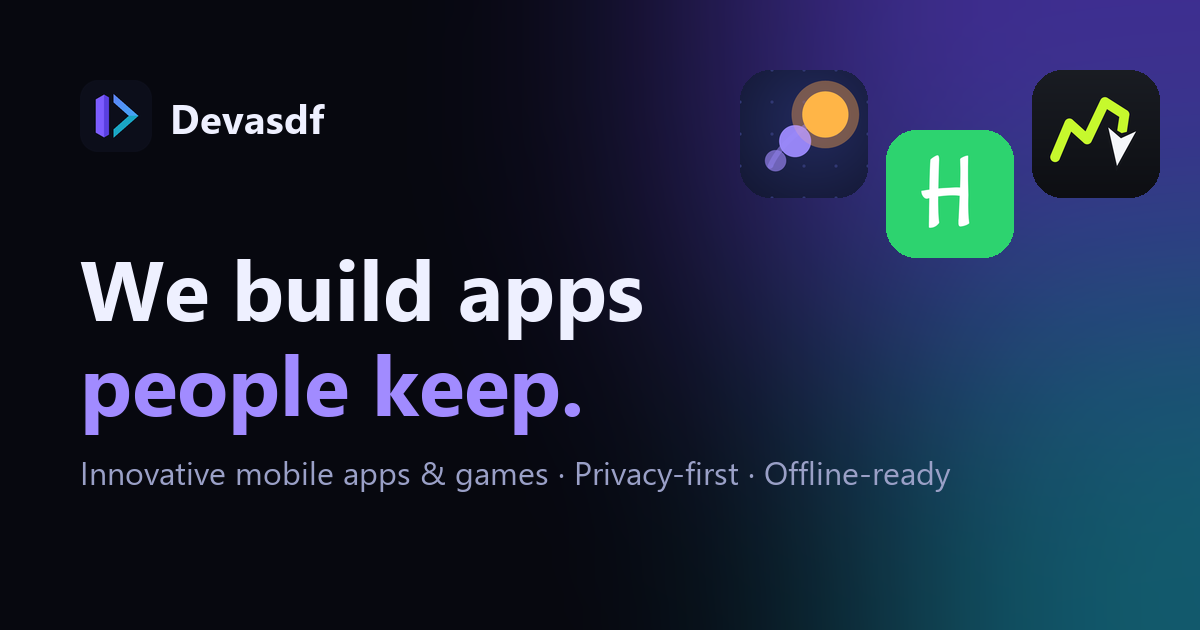 Devasdf
H
We build apps
people keep.
Innovative mobile apps & games · Privacy-first · Offline-ready